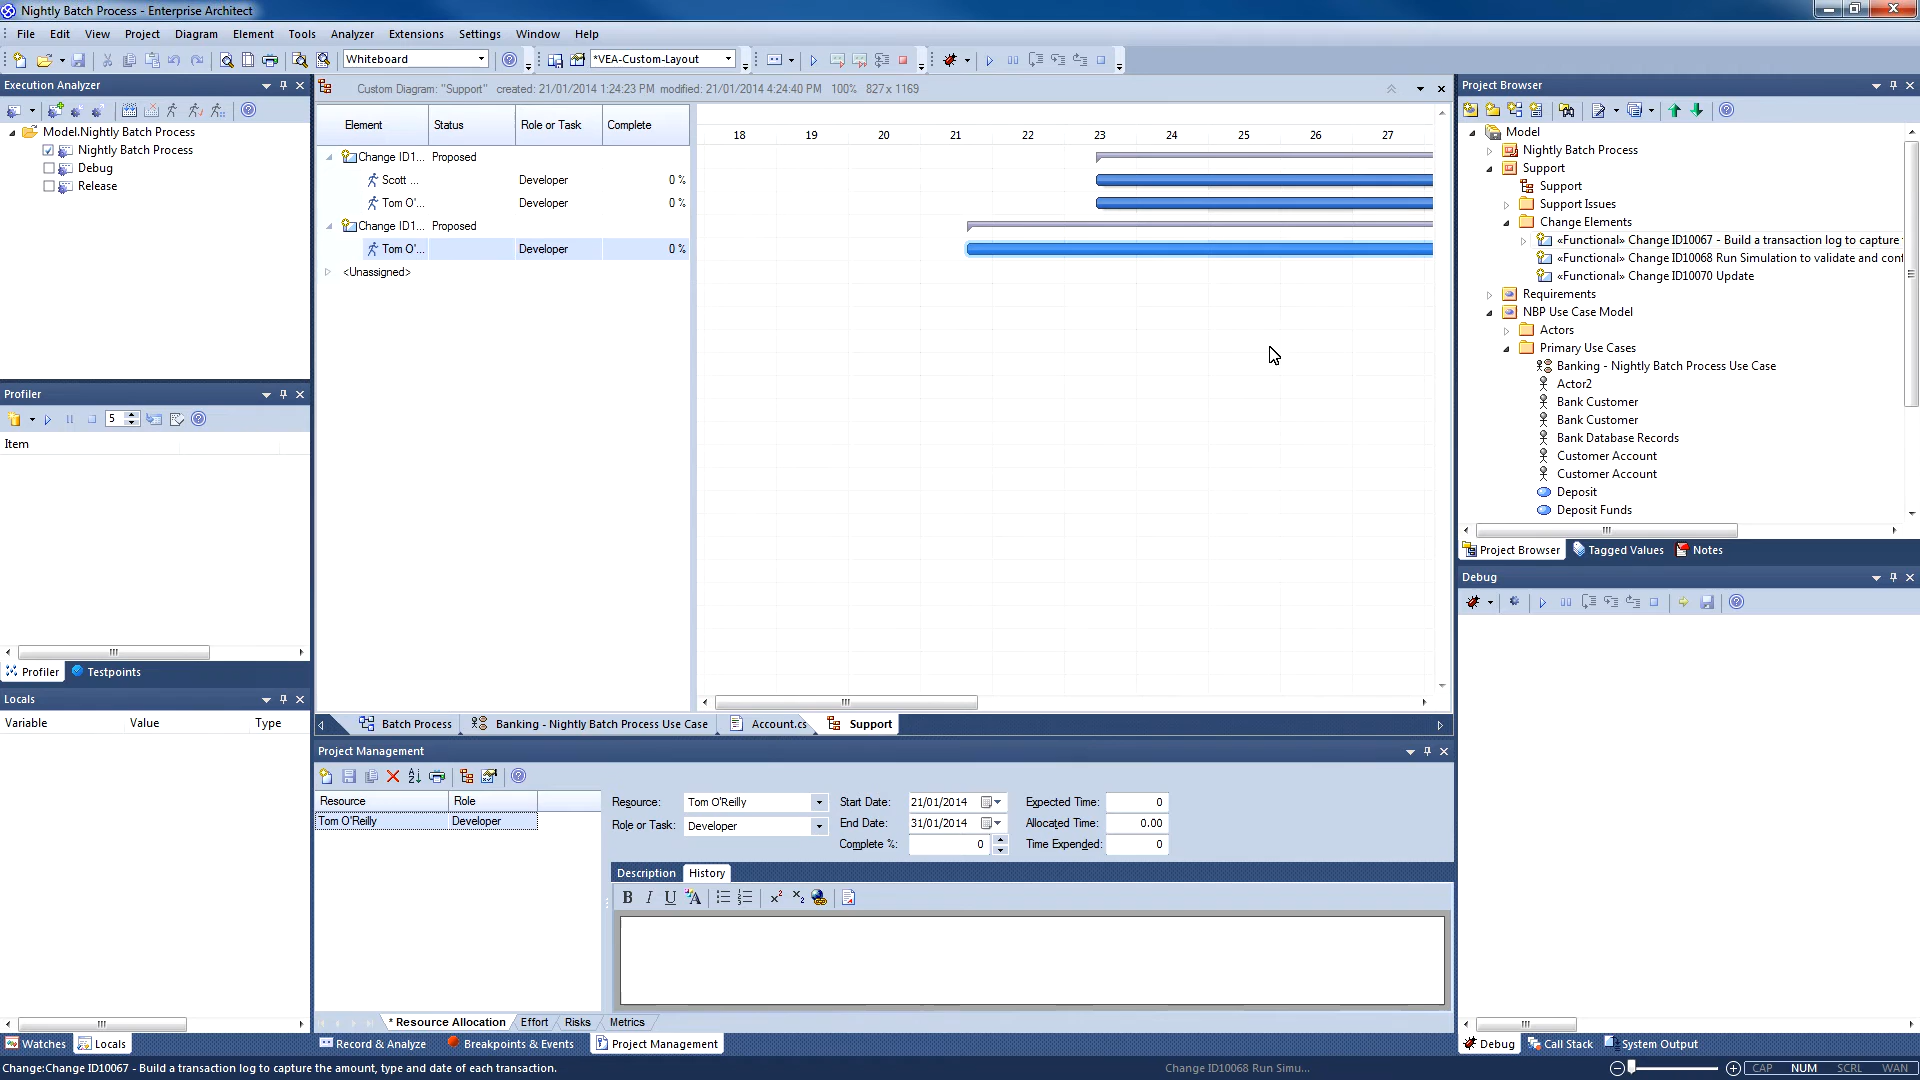 Nightly Batch Process - Enterprise Architect
File Edit View Project Diagram Element Tools Analyzer Extensions Settings Window Help
Whiteboard *VEA-Custom-Layout
Execution Analyzer
Model.Nightly Batch Process
Nightly Batch Process
Debug
Release
Profiler
5
Item
Profiler Testpoints
Locals
Variable Value Type
Watches Locals
Custom Diagram: "Support" created: 21/01/2014 1:24:23 PM modified: 21/01/2014 4:24:40 PM 100% 827 x 1169
Element Status Role or Task Complete
18 19 20 21 22 23 24 25 26 27
Change ID1... Proposed
Scott ... Developer 0 %
Tom O'... Developer 0 %
Change ID1... Proposed
Tom O'... Developer 0 %
<Unassigned>
Batch Process Banking - Nightly Batch Process Use Case Account.cs Support
Project Management
Resource Role
Tom O'Reilly Developer
Resource: Tom O'Reilly Start Date: 21/01/2014 Expected Time: 0
Role or Task: Developer End Date: 31/01/2014 Allocated Time: 0.00
Complete %: 0 Time Expended: 0
Description History
B I U A
* Resource Allocation Effort Risks Metrics
Record & Analyze Breakpoints & Events Project Management
Project Browser
Model
Nightly Batch Process
Support
Support
Support Issues
Change Elements
«Functional» Change ID10067 - Build a transaction log to capture
«Functional» Change ID10068 Run Simulation to validate and conf
«Functional» Change ID10070 Update
Requirements
NBP Use Case Model
Actors
Primary Use Cases
Banking - Nightly Batch Process Use Case
Actor2
Bank Customer
Bank Customer
Bank Database Records
Customer Account
Customer Account
Deposit
Deposit Funds
Project Browser Tagged Values Notes
Debug
Debug Call Stack System Output
Change:Change ID10067 - Build a transaction log to capture the amount, type and date of each transaction.
Change ID10068 Run Simu...
CAP NUM SCRL WAN